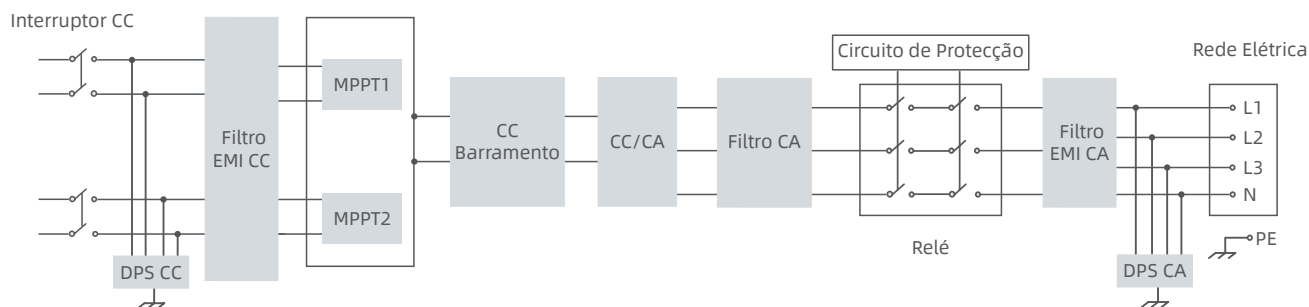 Interruptor CC
Circuito de Protecção
Rede Elétrica
MPPT1
L1
Filtro
EMI CC
CC
Barramento
CC/CA
Filtro CA
Filtro
EMI CA
L2
L3
N
MPPT2
PE
Relé
DPS CC
DPS CA